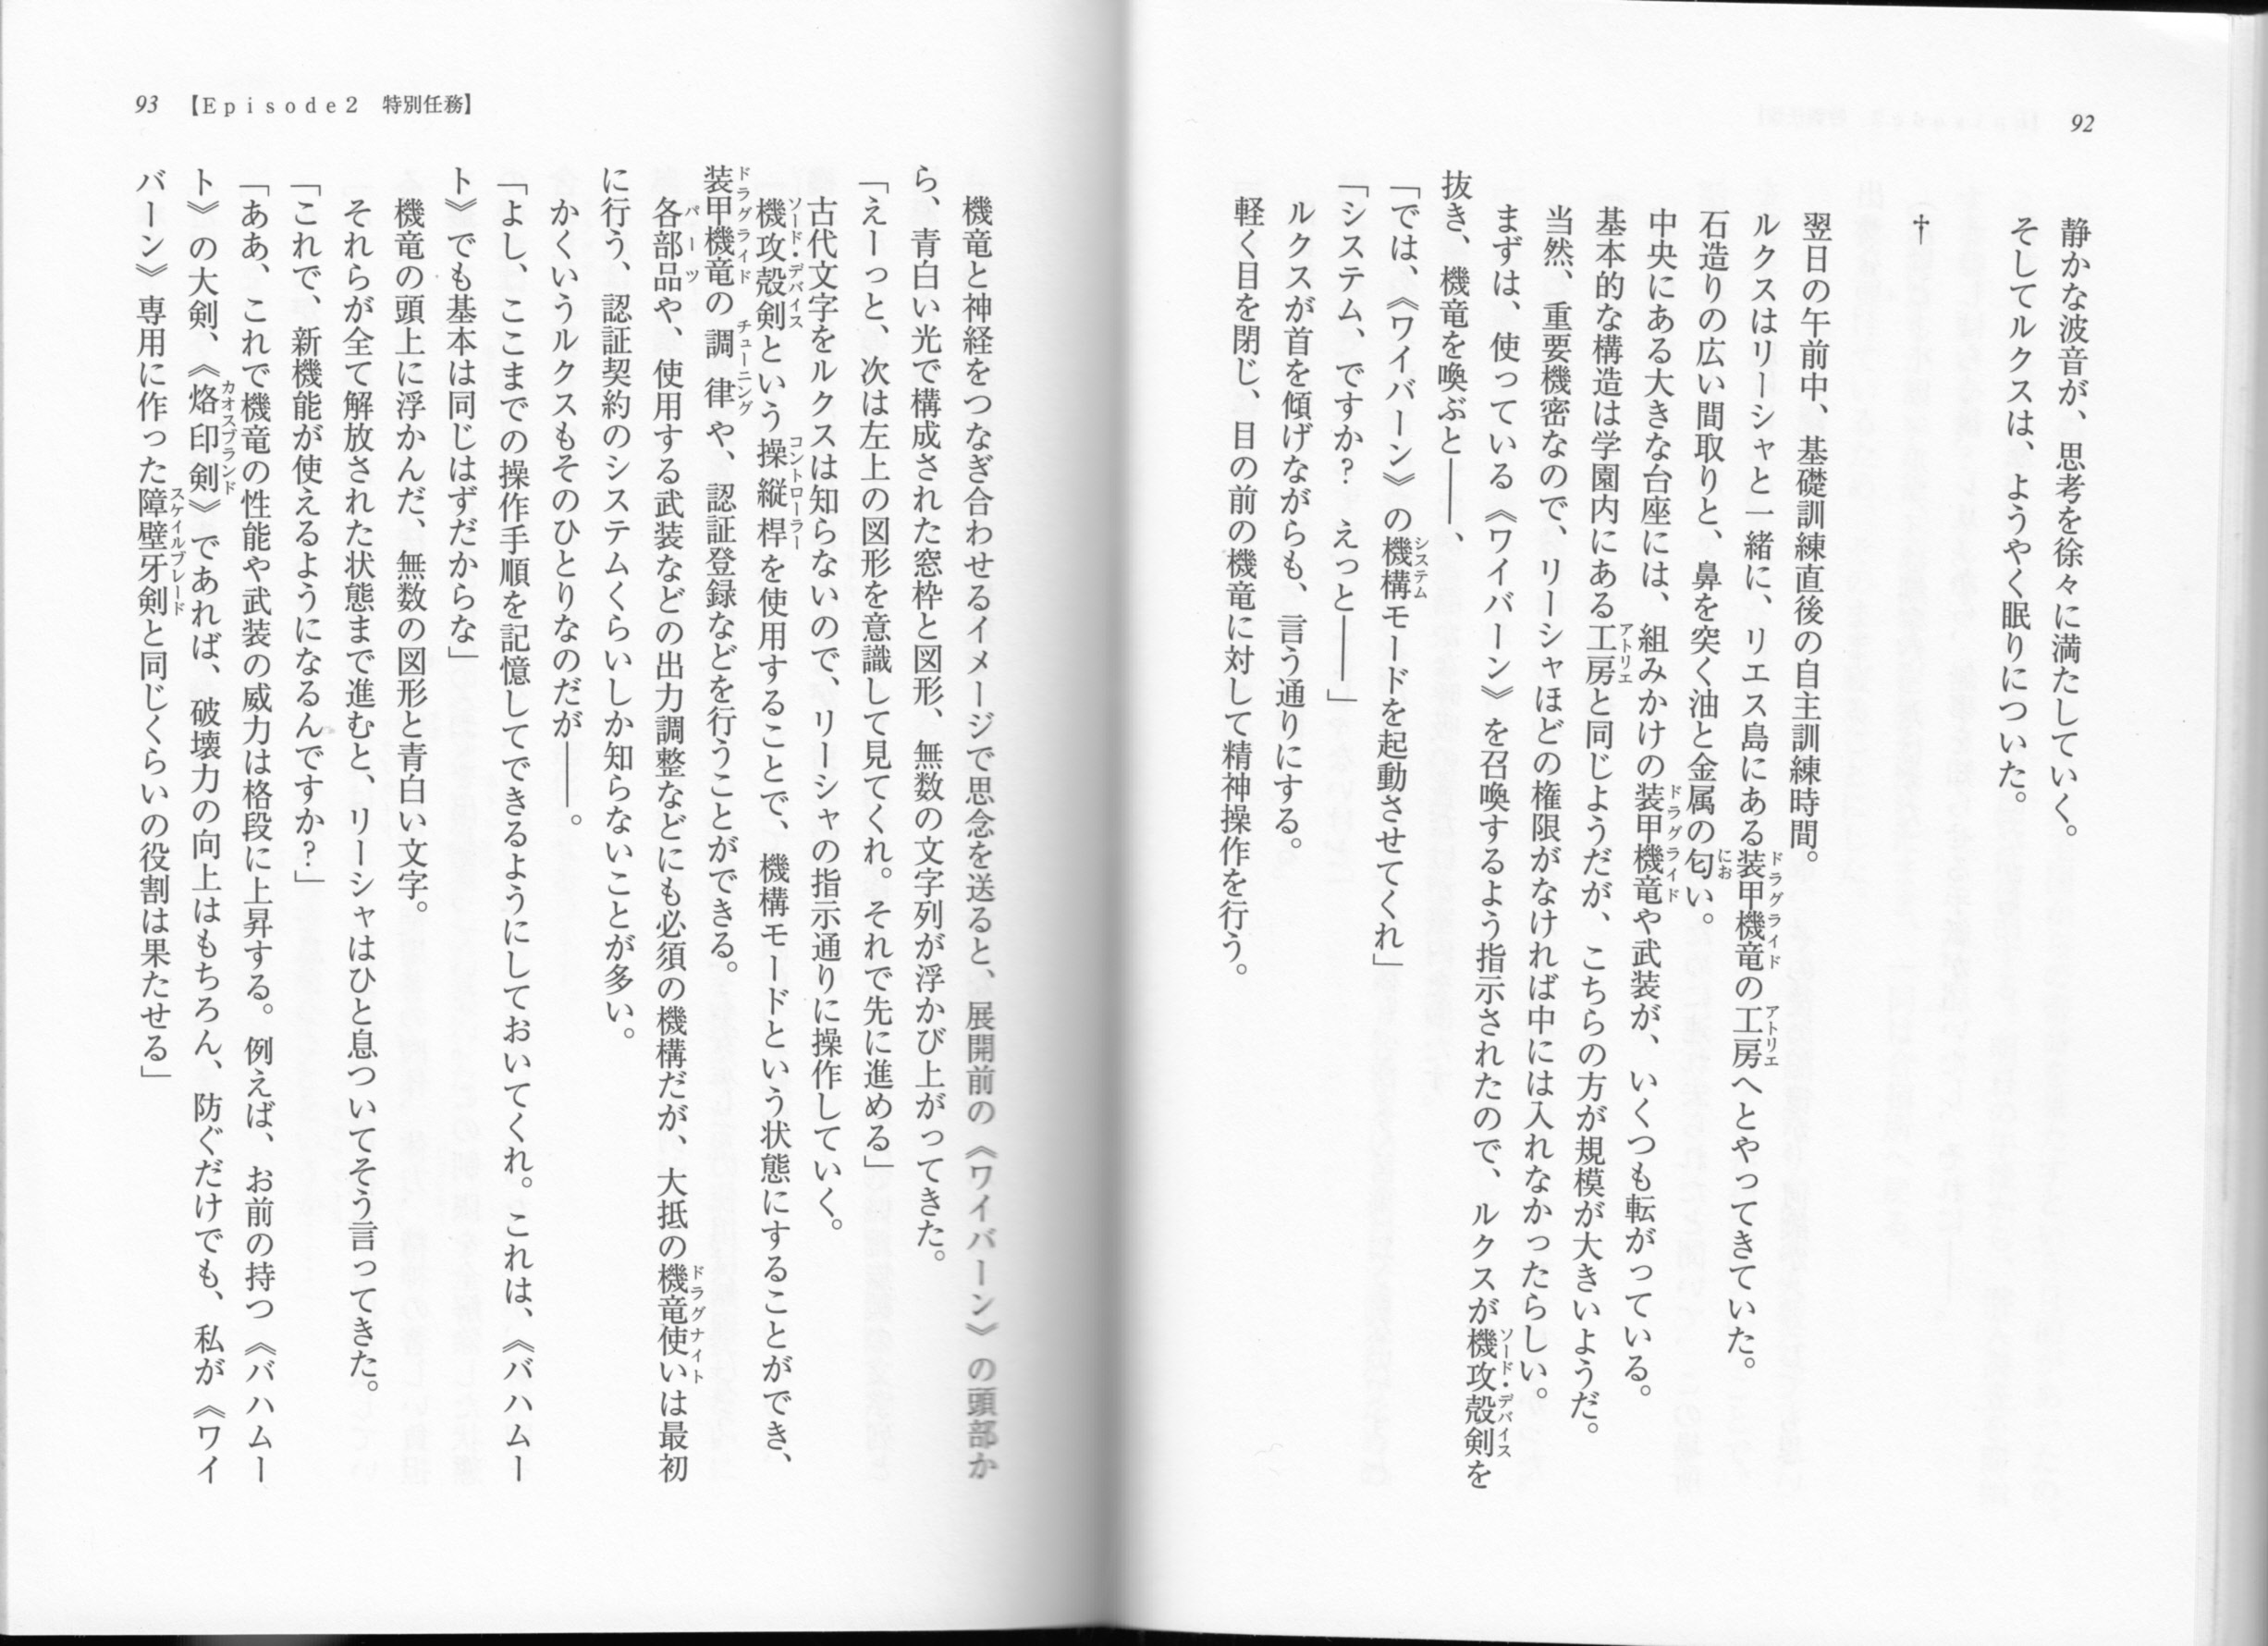 92
静かな波音が、思考を徐々に満たしていく。
そしてルクスは、ようやく眠りについた。
†
翌日の午前中、基礎訓練直後の自主訓練時間。
ルクスはリーシャと一緒に、リエス島にある装甲機竜の工房へとやってきていた。
ドラグライド
アトリエ
石造りの広い間取りと、鼻を突く油と金属の匂い。
にお
中央にある大きな台座には、組みかけの装甲機竜や武装が、いくつも転がっている。
ドラグライド
基本的な構造は学園内にある工房と同じようだが、こちらの方が規模が大きいようだ。
アトリエ
当然、重要機密なので、リーシャほどの権限がなければ中には入れなかったらしい。
まずは、使っている《ワイバーン》を召喚するよう指示されたので、ルクスが機攻殻剣を
ソード・デバイス
抜き、機竜を喚ぶと――、
「では、《ワイバーン》の機構モードを起動させてくれ」
システム
「システム、ですか? えっと――」
ルクスが首を傾げながらも、言う通りにする。
軽く目を閉じ、目の前の機竜に対して精神操作を行う。
93 【Episode2 特別任務】
機竜と神経をつなぎ合わせるイメージで思念を送ると、展開前の《ワイバーン》の頭部か
ら、青白い光で構成された窓枠と図形、無数の文字列が浮かび上がってきた。
「えーっと、次は左上の図形を意識して見てくれ。それで先に進める」
古代文字をルクスは知らないので、リーシャの指示通りに操作していく。
機攻殻剣という操縦桿を使用することで、機構モードという状態にすることができ、
ソード・デバイス
コントローラー
装甲機竜の調律や、認証登録などを行うことができる。
ドラグライド
チューニング
各部品や、使用する武装などの出力調整などにも必須の機構だが、大抵の機竜使いは最初
パーツ
ドラグナイト
に行う、認証契約のシステムくらいしか知らないことが多い。
かくいうルクスもそのひとりなのだが――。
「よし、ここまでの操作手順を記憶してできるようにしておいてくれ。これは、《バハムー
ト》でも基本は同じはずだからな」
機竜の頭上に浮かんだ、無数の図形と青白い文字。
それらが全て解放された状態まで進むと、リーシャはひと息ついてそう言ってきた。
「これで、新機能が使えるようになるんですか?」
「ああ、これで機竜の性能や武装の威力は格段に上昇する。例えば、お前の持つ《バハムー
ト》の大剣、《烙印剣》であれば、破壊力の向上はもちろん、防ぐだけでも、私が《ワイ
カオスブランド
バーン》専用に作った障壁牙剣と同じくらいの役割は果たせる」
スケイルブレード